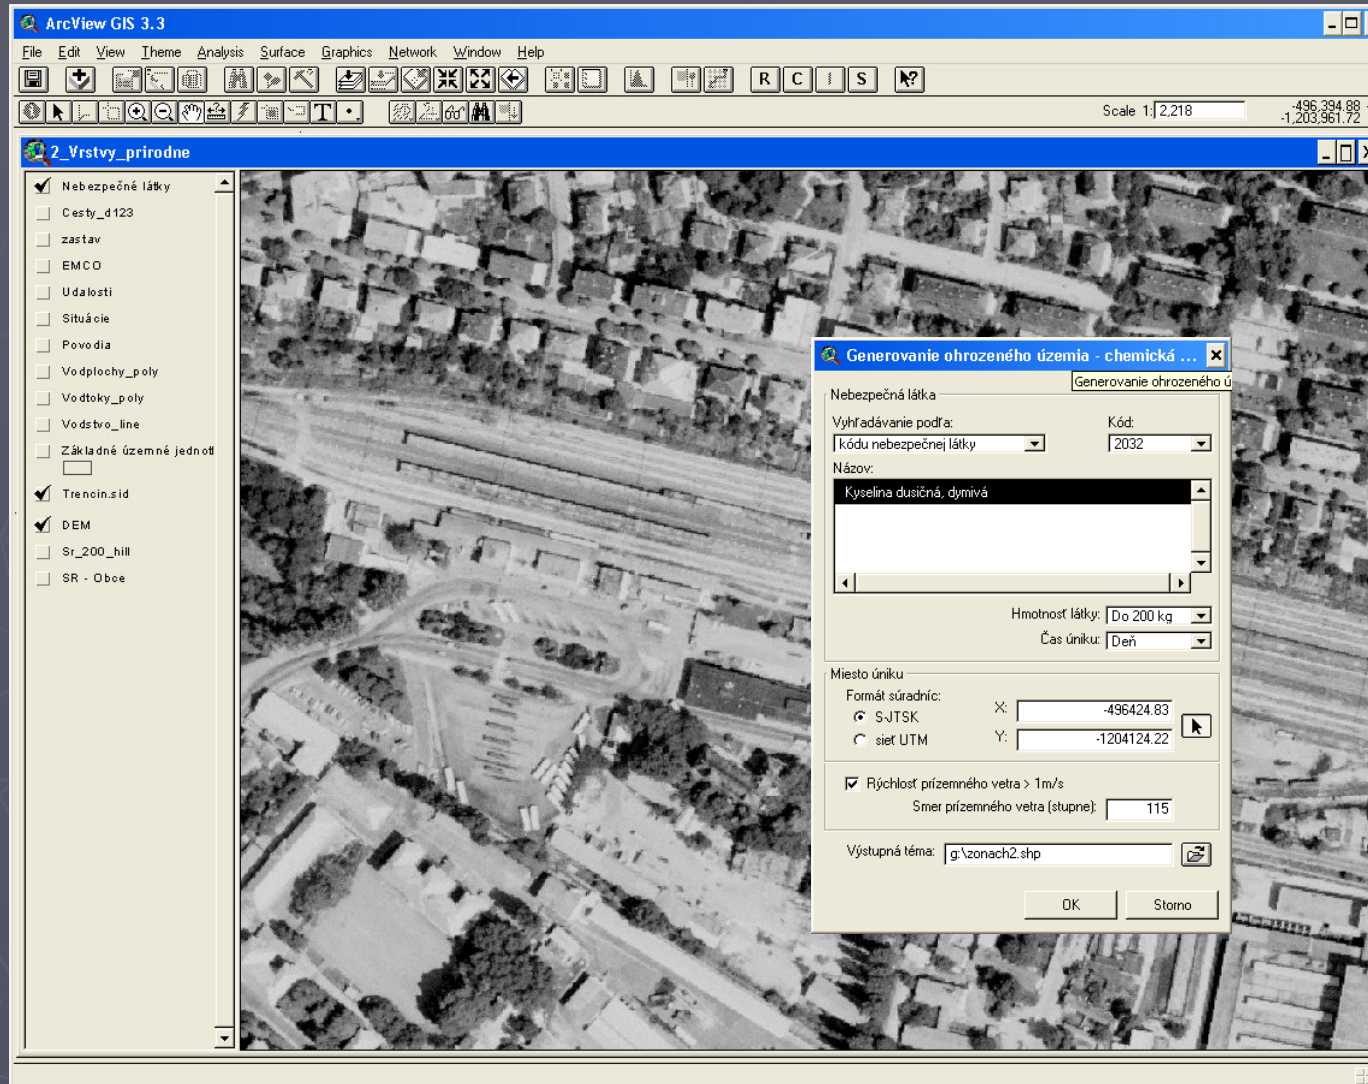 ArcView GIS 3.3
File Edit View Theme Analysis Surface Graphics Network Window Help
R C I S
T
Scale 1: 2,218
-496,394.88
-1,203,961.72
2_Vrstvy_prirodne
Nebezpečné látky
Cesty_d123
zastav
EMCO
Udalosti
Situácie
Povodia
Vodplochy_poly
Vodtoky_poly
Vodstvo_line
Základné územné jednotl
Trencin.sid
DEM
Sr_200_hill
SR - Obce
Generovanie ohrozeného územia - chemická ...
Generovanie ohrozeného ú
Nebezpečná látka
Vyhľadávanie podľa: Kód:
kódu nebezpečnej látky 2032
Názov:
Kyselina dusičná, dymivá
Hmotnosť látky: Do 200 kg
Čas úniku: Deň
Miesto úniku
Formát súradníc:
S-JTSK X: -496424.83
sieť UTM Y: -1204124.22
Rýchlosť prízemného vetra > 1m/s
Smer prízemného vetra (stupne): 115
Výstupná téma: g:\zonach2.shp
OK Storno